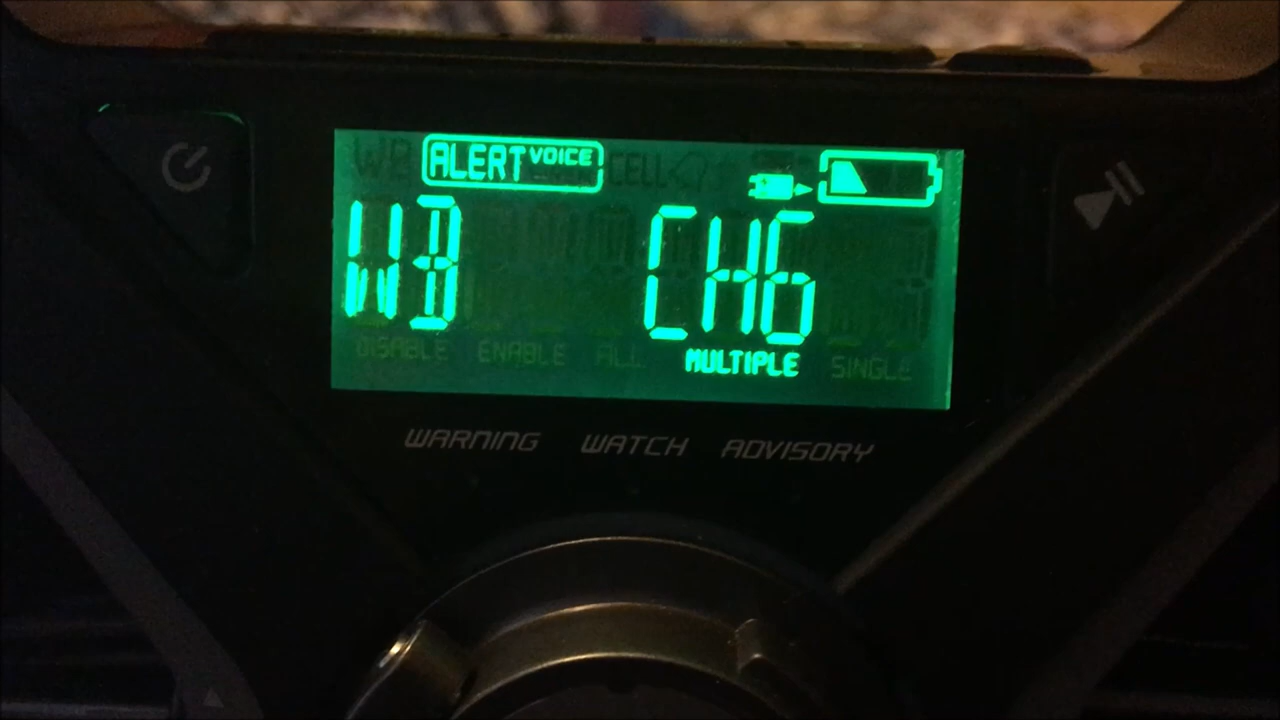 ALERT VOICE
WB CH6
DISABLE ENABLE ALL MULTIPLE SINGLE
WARNING WATCH ADVISORY